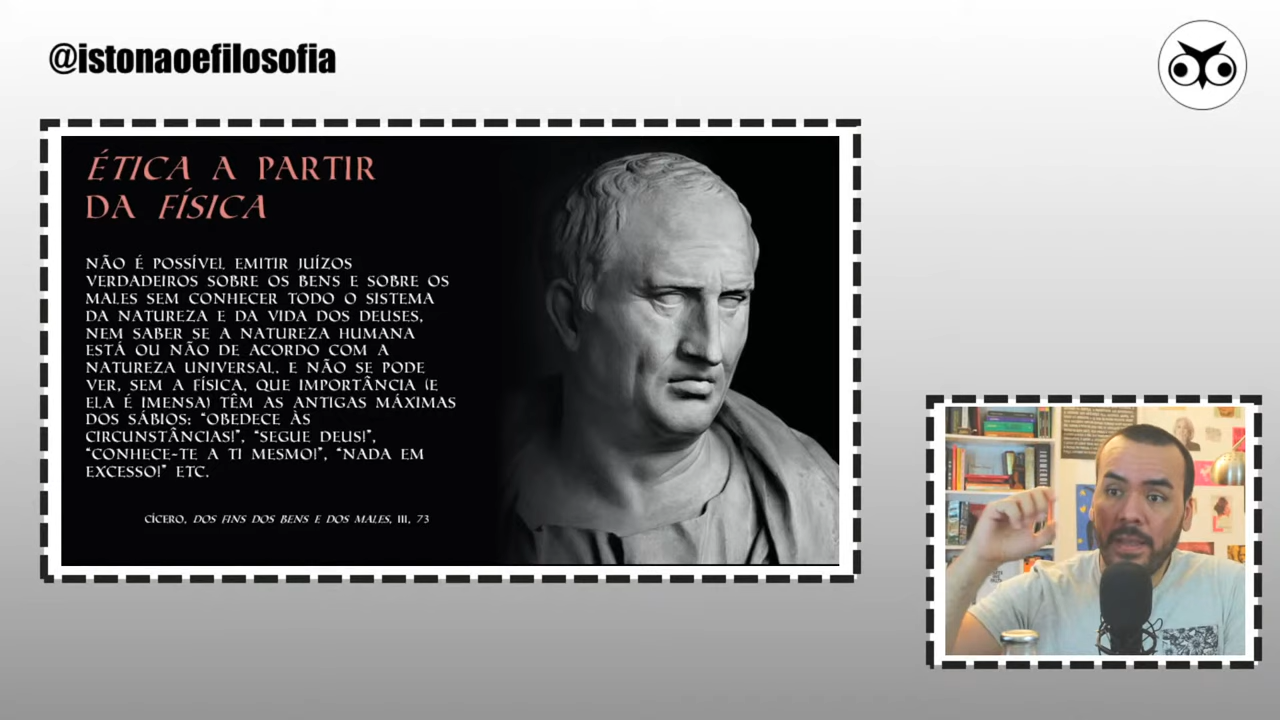 @istonaoefilosofia
ÉTICA A PARTIR
DA FÍSICA
NÃO É POSSÍVEL EMITIR JUÍZOS
VERDADEIROS SOBRE OS BENS E SOBRE OS
MALES SEM CONHECER TODO O SISTEMA
DA NATUREZA E DA VIDA DOS DEUSES,
NEM SABER SE A NATUREZA HUMANA
ESTÁ OU NÃO DE ACORDO COM A
NATUREZA UNIVERSAL. E NÃO SE PODE
VER, SEM A FÍSICA, QUE IMPORTÂNCIA (E
ELA É IMENSA) TÊM AS ANTIGAS MÁXIMAS
DOS SÁBIOS: “OBEDECE ÀS
CIRCUNSTÂNCIAS!”, “SEGUE DEUS!”,
“CONHECE-TE A TI MESMO!”, “NADA EM
EXCESSO!” ETC.
CÍCERO, DOS FINS DOS BENS E DOS MALES, III, 73